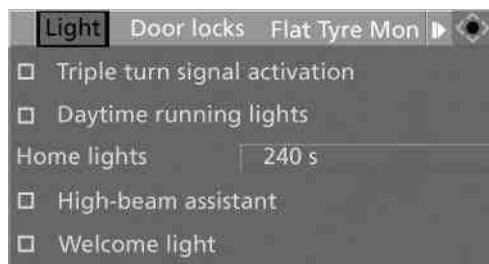 Light Door locks Flat Tyre Mon
Triple turn signal activation
Daytime running lights
Home lights 240 s
High-beam assistant
Welcome light